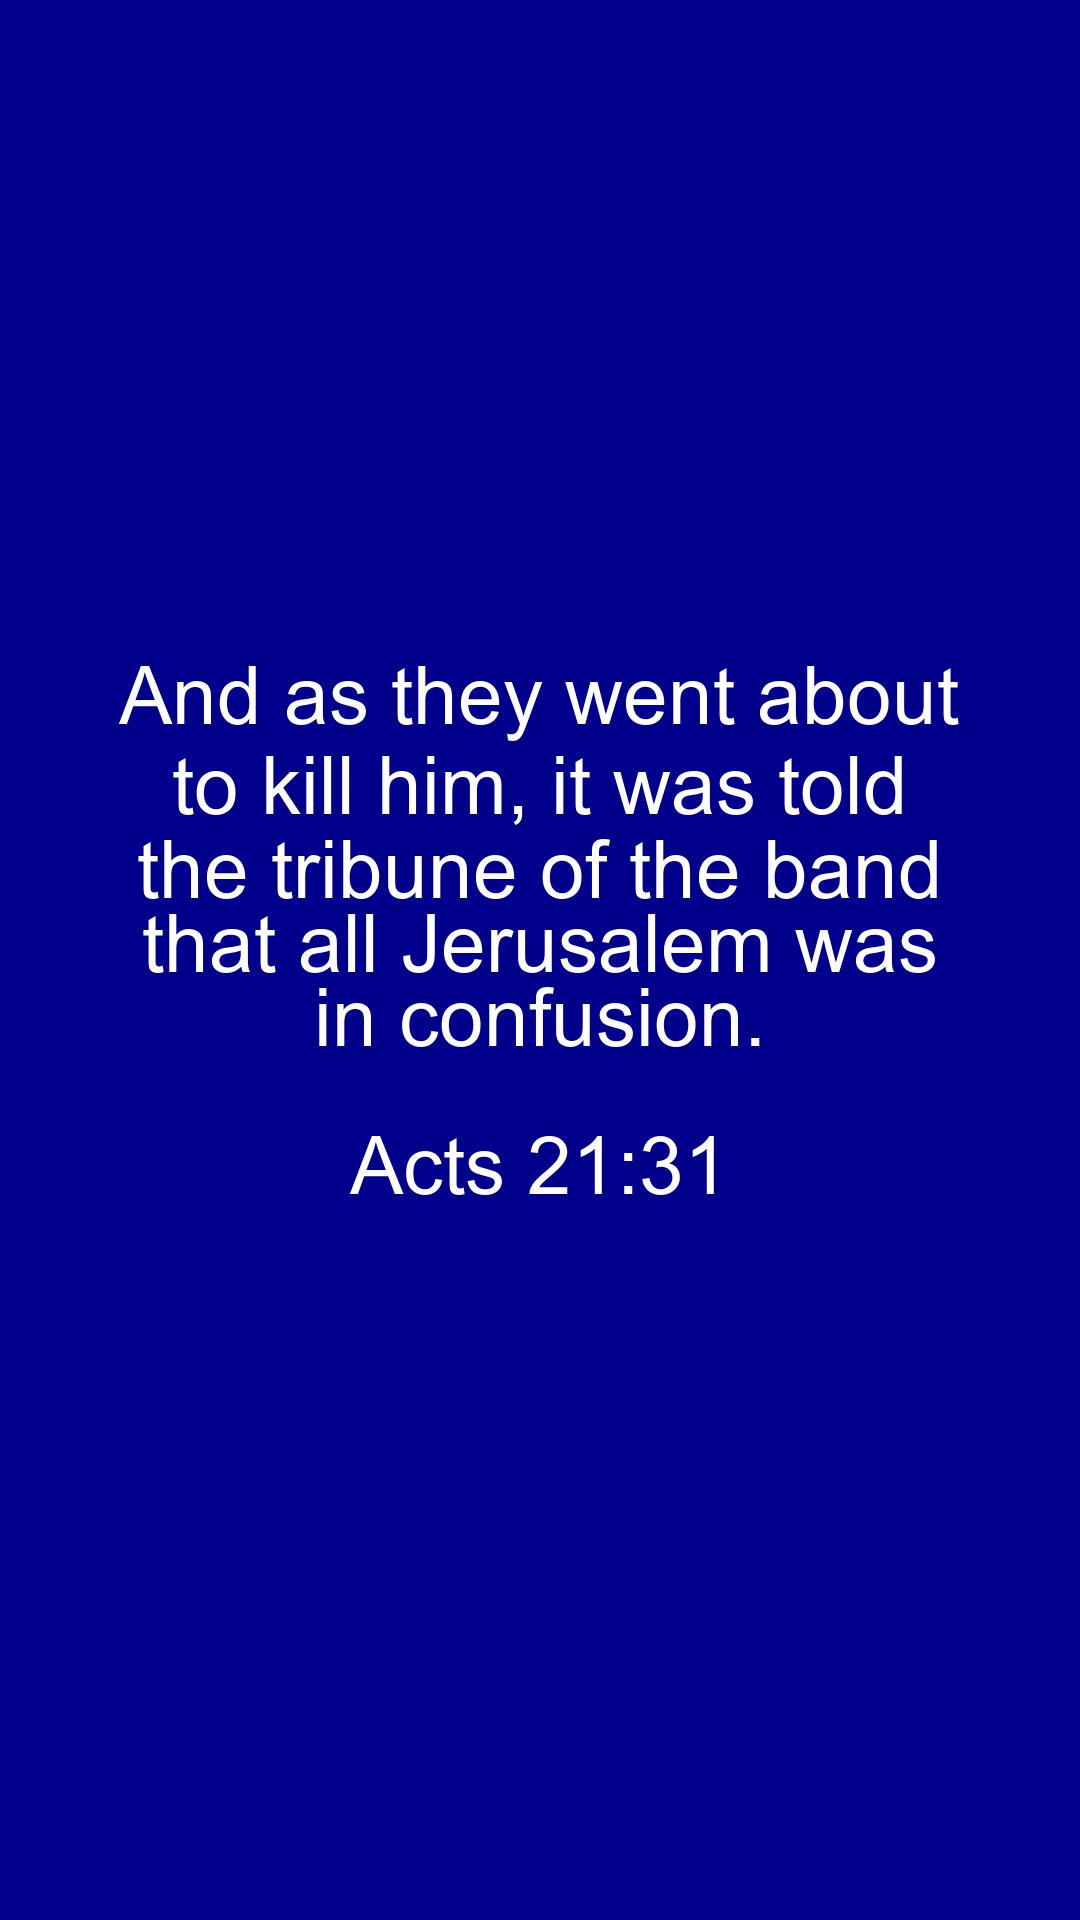 And as they went about
to kill him, it was told
the tribune of the band
that all Jerusalem was
in confusion.
Acts 21:31